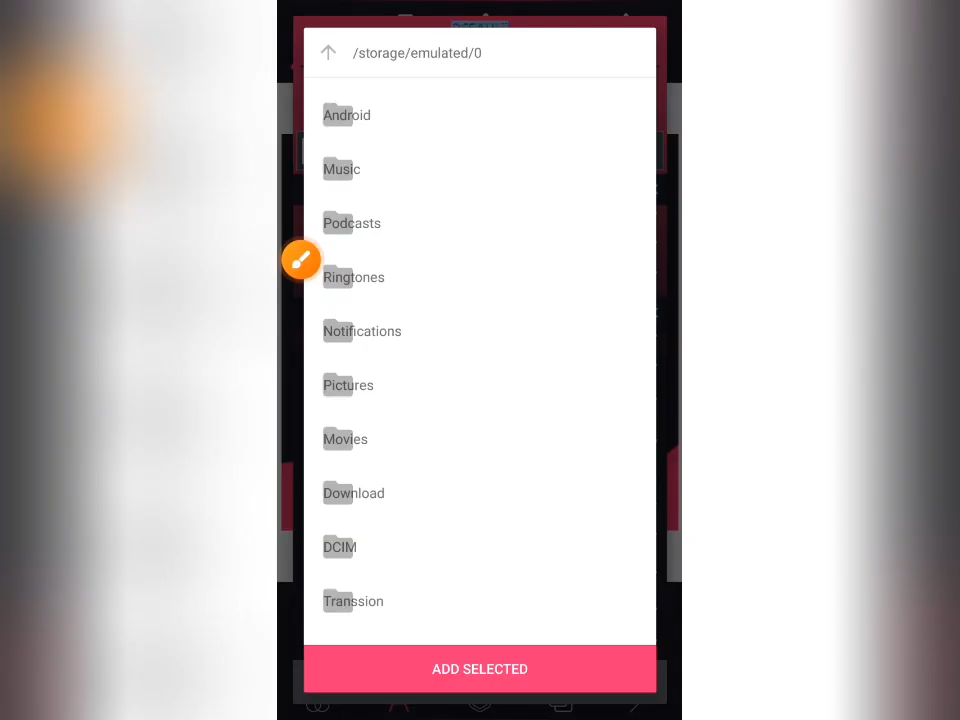 /storage/emulated/0
Android
Music
Podcasts
Ringtones
Notifications
Pictures
Movies
Download
DCIM
Transsion
ADD SELECTED